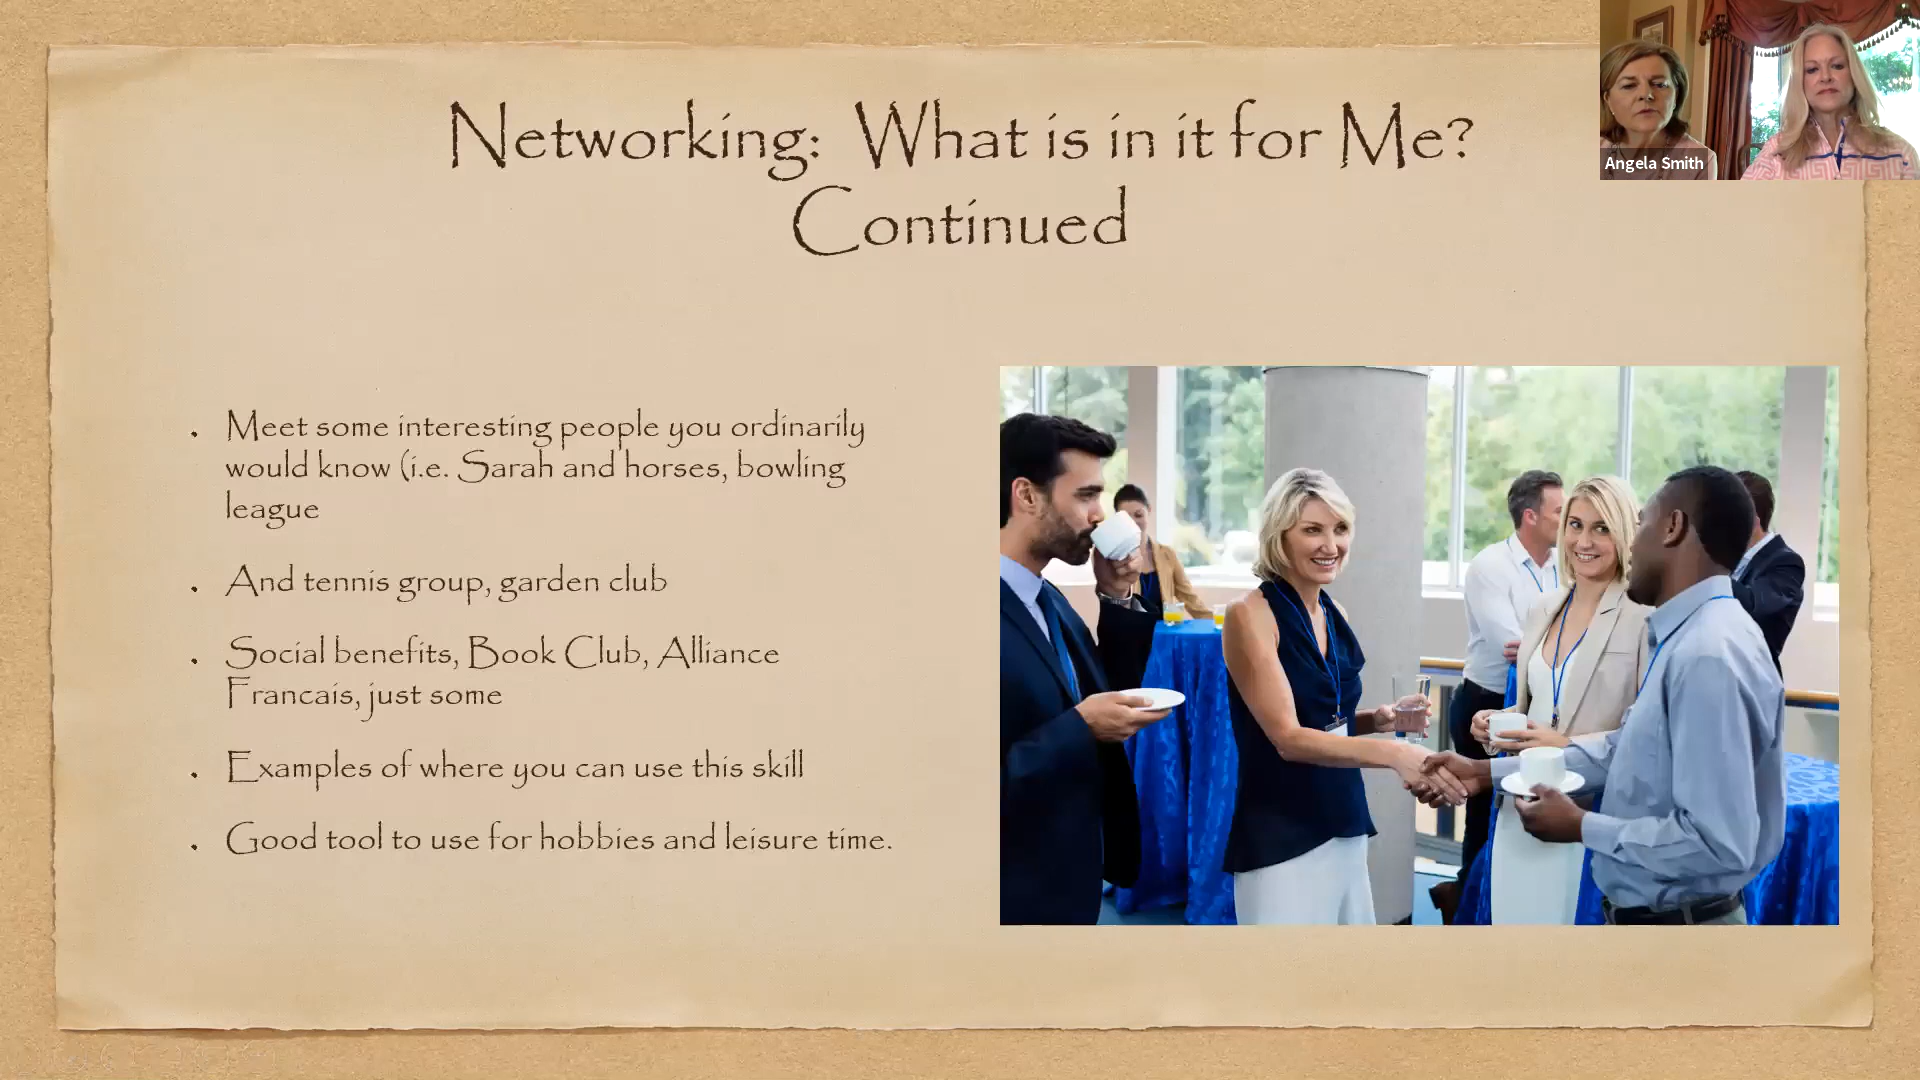 Networking:  What is in it for Me?
Continued
Angela Smith
. Meet some interesting people you ordinarily
would know (i.e. Sarah and horses, bowling
league
. And tennis group, garden club
. Social benefits, Book Club, Alliance
Francais, just some
. Examples of where you can use this skill
. Good tool to use for hobbies and leisure time.